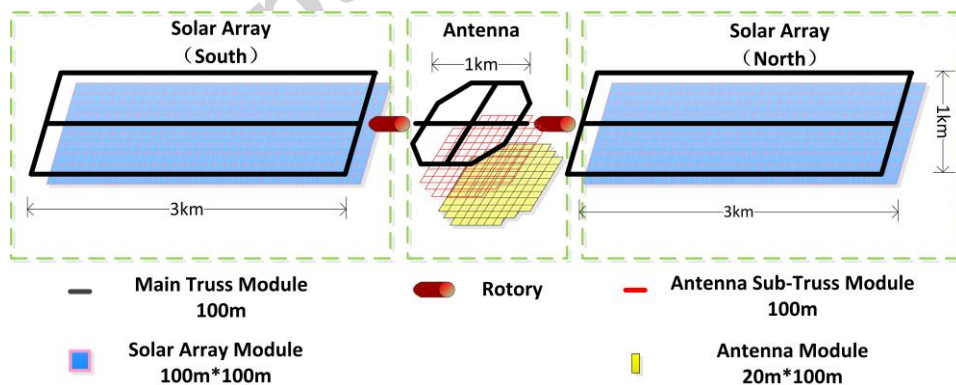 Solar Array
（South）
Antenna
Solar Array
（North）
1km
1km
3km
3km
Main Truss Module
100m
Rotory
Antenna Sub-Truss Module
100m
Solar Array Module
100m*100m
Antenna Module
20m*100m